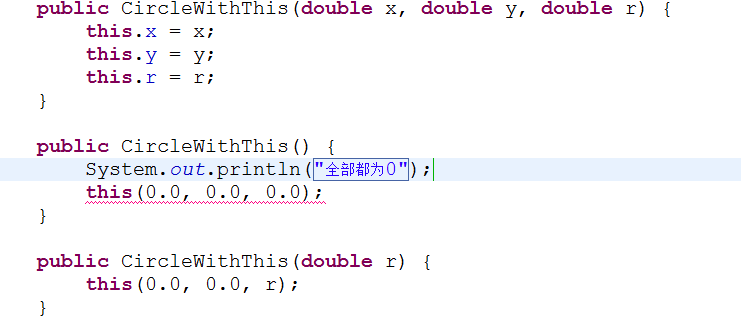 public CircleWithThis(double x, double y, double r) {
this.x = x;
this.y = y;
this.r = r;
}
public CircleWithThis() {
System.out.println("全部都为0");
this(0.0, 0.0, 0.0);
}
public CircleWithThis(double r) {
this(0.0, 0.0, r);
}